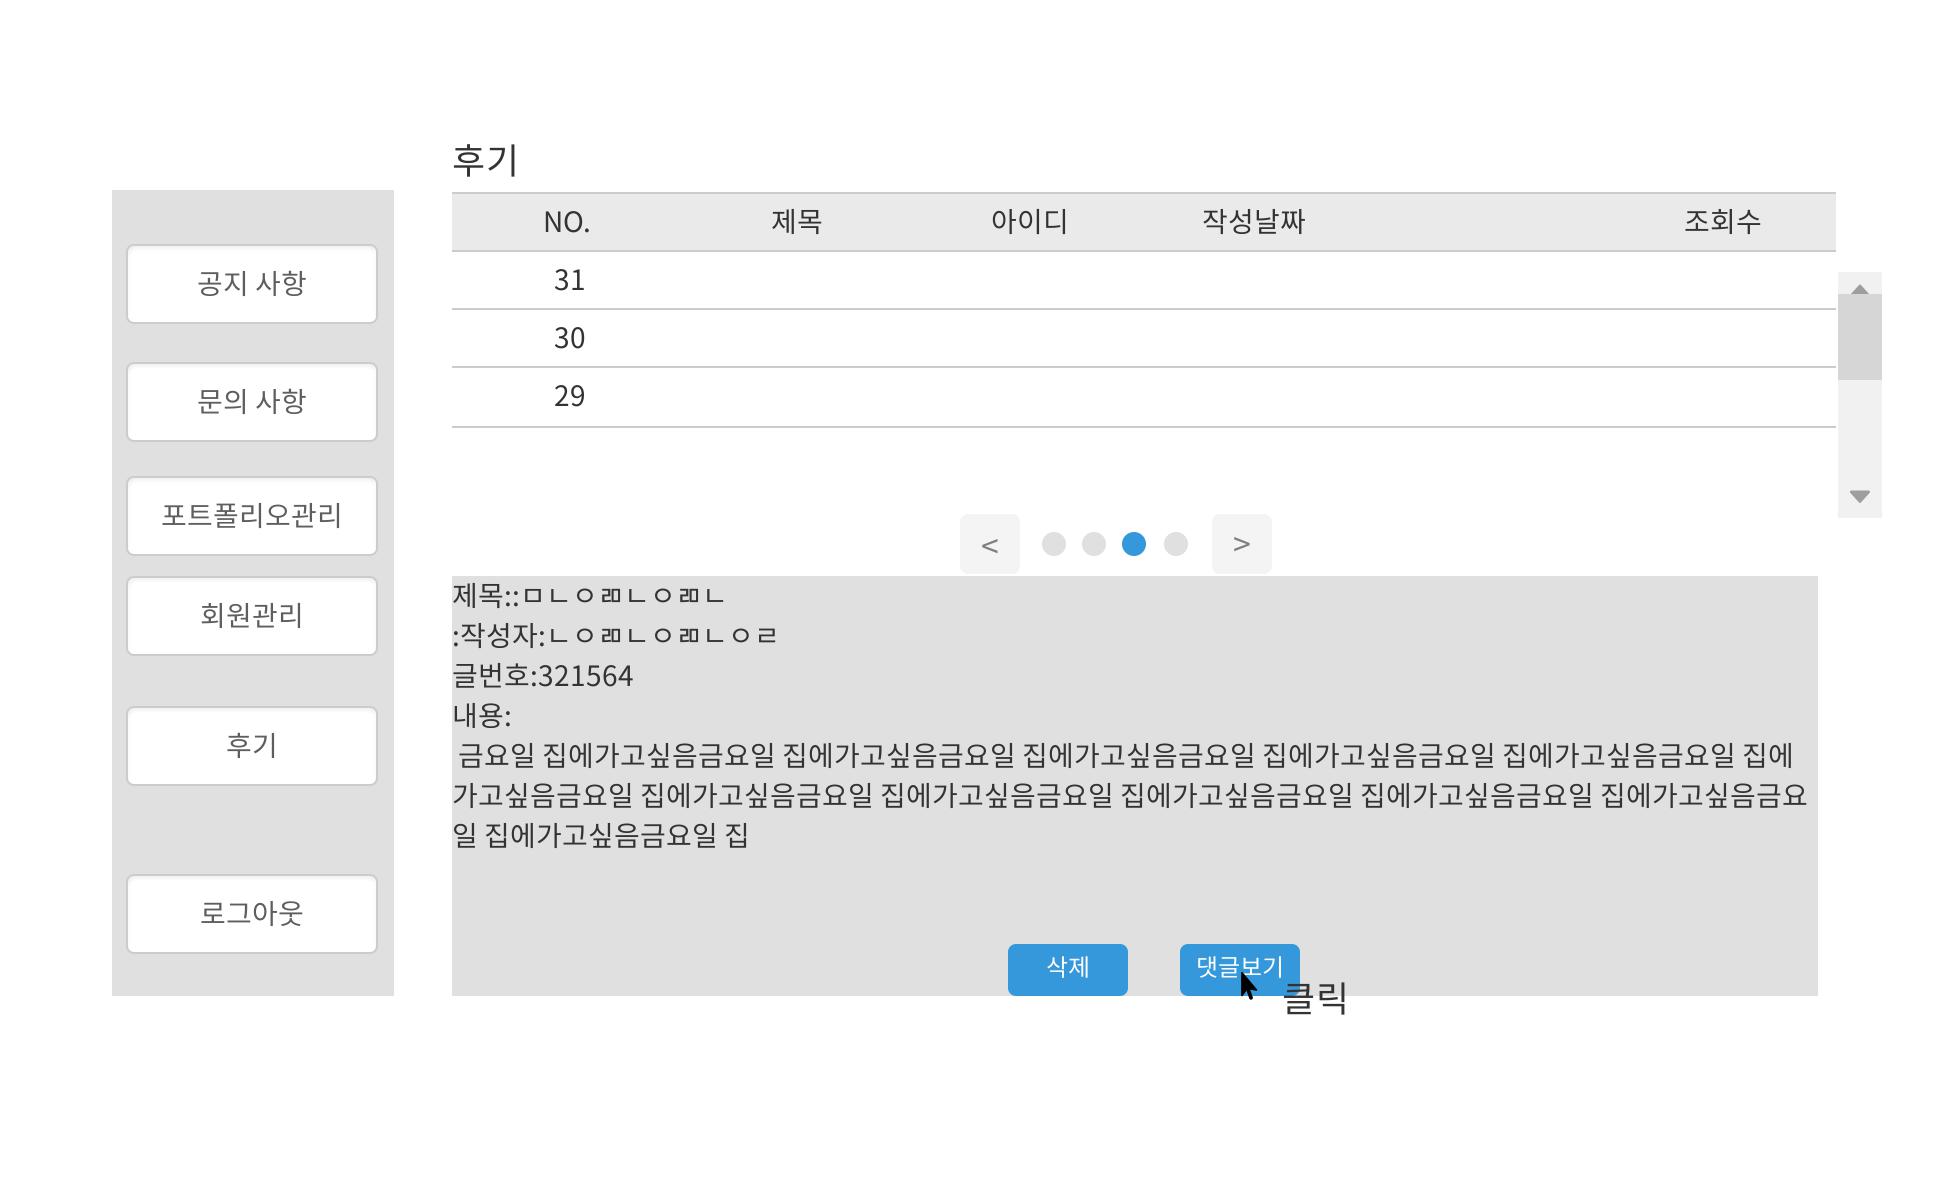 후기
NO. 제목 아이디 작성날짜 조회수
31
30
29
공지 사항
문의 사항
포트폴리오관리
회원관리
후기
로그아웃
< >
제목::ㅁㄴㅇㄻㄴㅇㄻㄴ
:작성자:ㄴㅇㄻㄴㅇㄻㄴㅇㄹ
글번호:321564
내용:
금요일 집에가고싶음금요일 집에가고싶음금요일 집에가고싶음금요일 집에가고싶음금요일 집에가고싶음금요일 집에
가고싶음금요일 집에가고싶음금요일 집에가고싶음금요일 집에가고싶음금요일 집에가고싶음금요일 집에가고싶음금요
일 집에가고싶음금요일 집
삭제 댓글보기
클릭